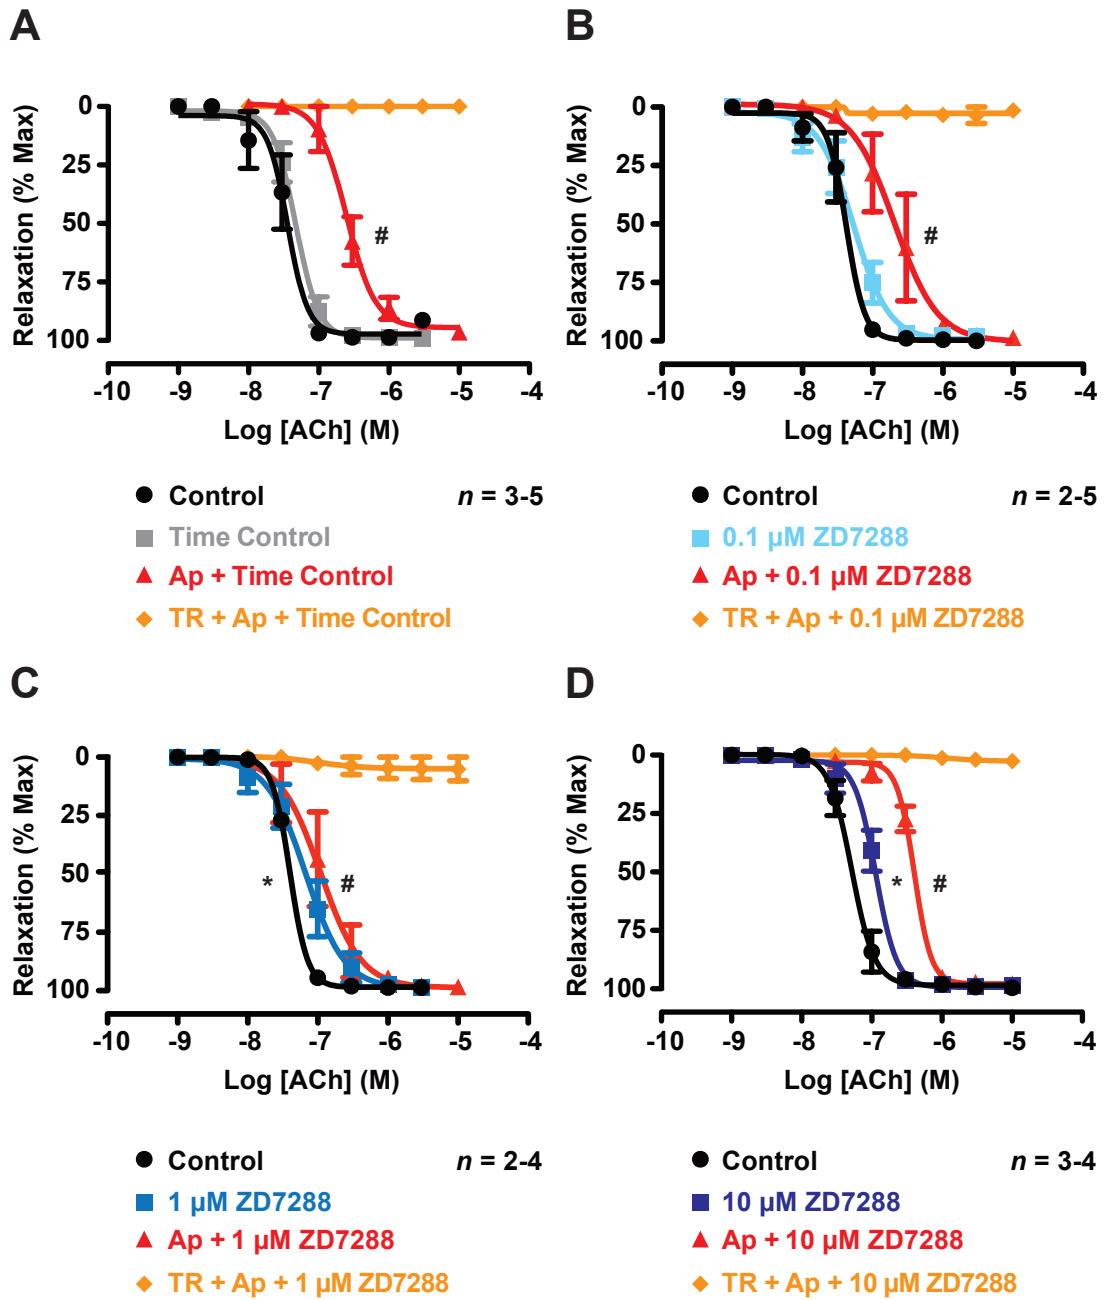 A
B
0
25
50
75
100
Relaxation (% Max)
#
-10 -9 -8 -7 -6 -5 -4
Log [ACh] (M)
0
25
50
75
100
Relaxation (% Max)
#
-10 -9 -8 -7 -6 -5 -4
Log [ACh] (M)
Control n = 3-5
Time Control
Ap + Time Control
TR + Ap + Time Control
Control n = 2-5
0.1 µM ZD7288
Ap + 0.1 µM ZD7288
TR + Ap + 0.1 µM ZD7288
C
D
0
25
50
75
100
Relaxation (% Max)
* #
-10 -9 -8 -7 -6 -5 -4
Log [ACh] (M)
0
25
50
75
100
Relaxation (% Max)
* #
-10 -9 -8 -7 -6 -5 -4
Log [ACh] (M)
Control n = 2-4
1 µM ZD7288
Ap + 1 µM ZD7288
TR + Ap + 1 µM ZD7288
Control n = 3-4
10 µM ZD7288
Ap + 10 µM ZD7288
TR + Ap + 10 µM ZD7288